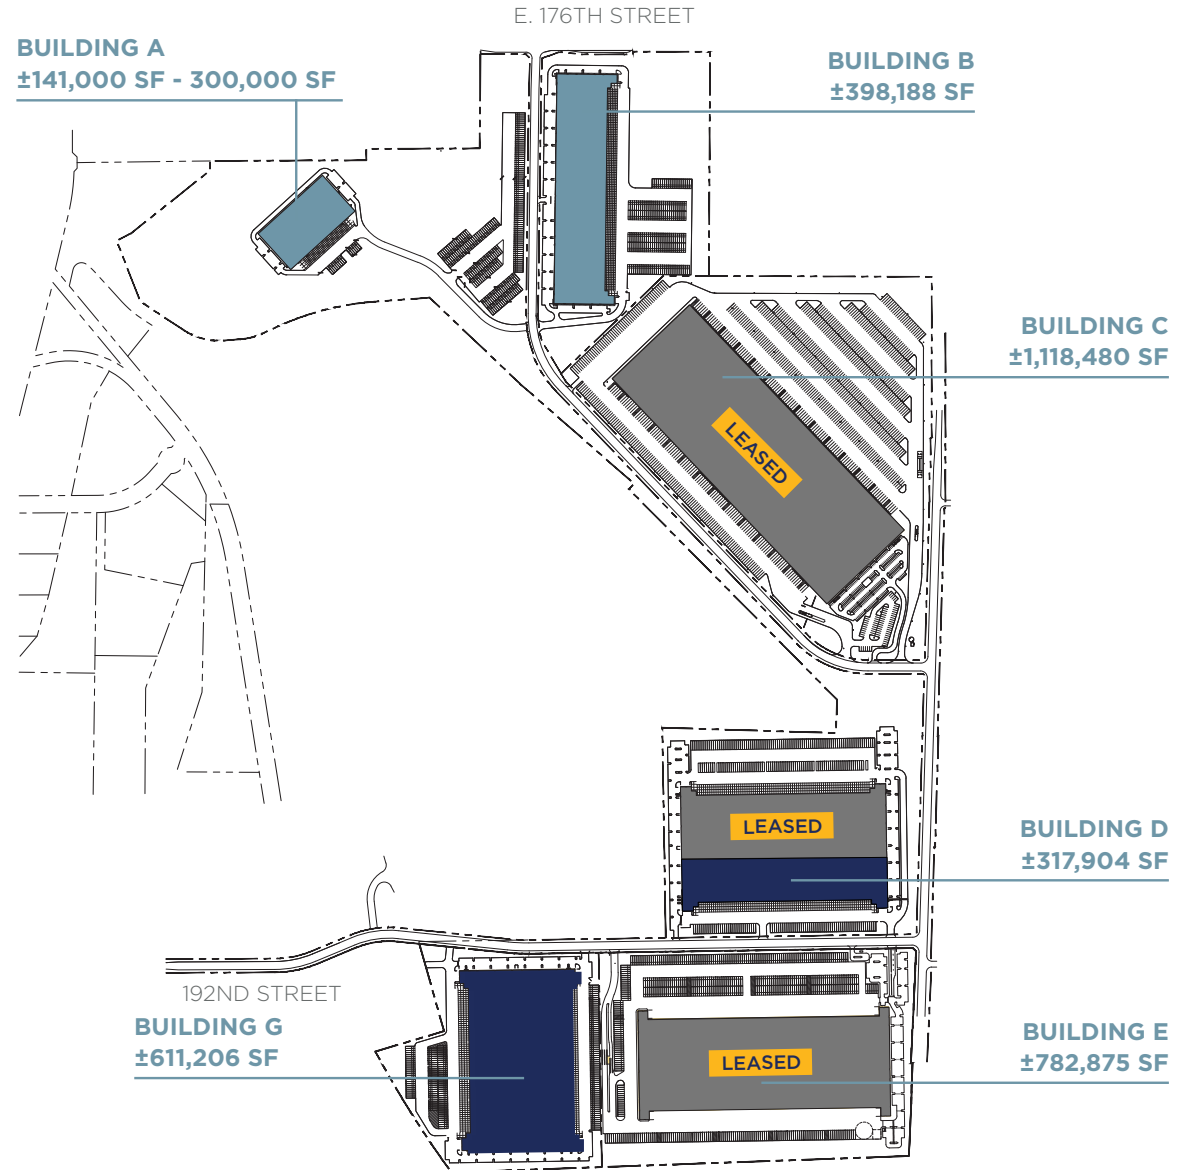 E. 176TH STREET
BUILDING A
±141,000 SF - 300,000 SF
BUILDING B
±398,188 SF
BUILDING C
±1,118,480 SF
LEASED
LEASED
BUILDING D
±317,904 SF
192ND STREET
BUILDING G
±611,206 SF
LEASED
BUILDING E
±782,875 SF